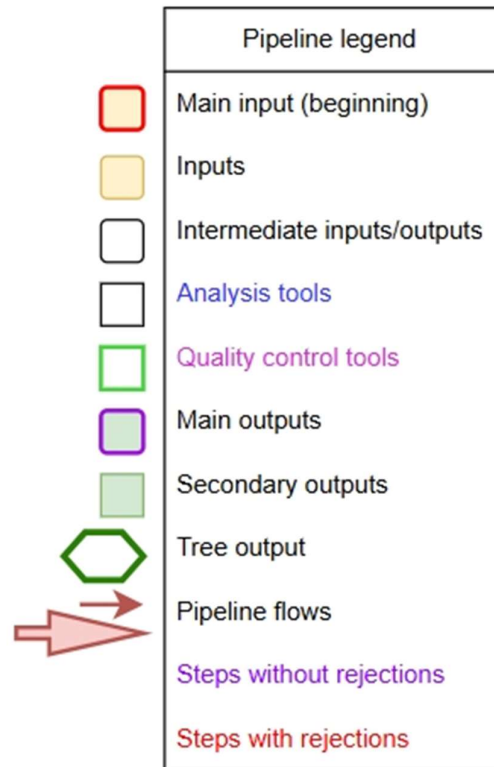 Pipeline legend
Main input (beginning)
Inputs
Intermediate inputs/outputs
Analysis tools
Quality control tools
Main outputs
Secondary outputs
Tree output
Pipeline flows
Steps without rejections
Steps with rejections